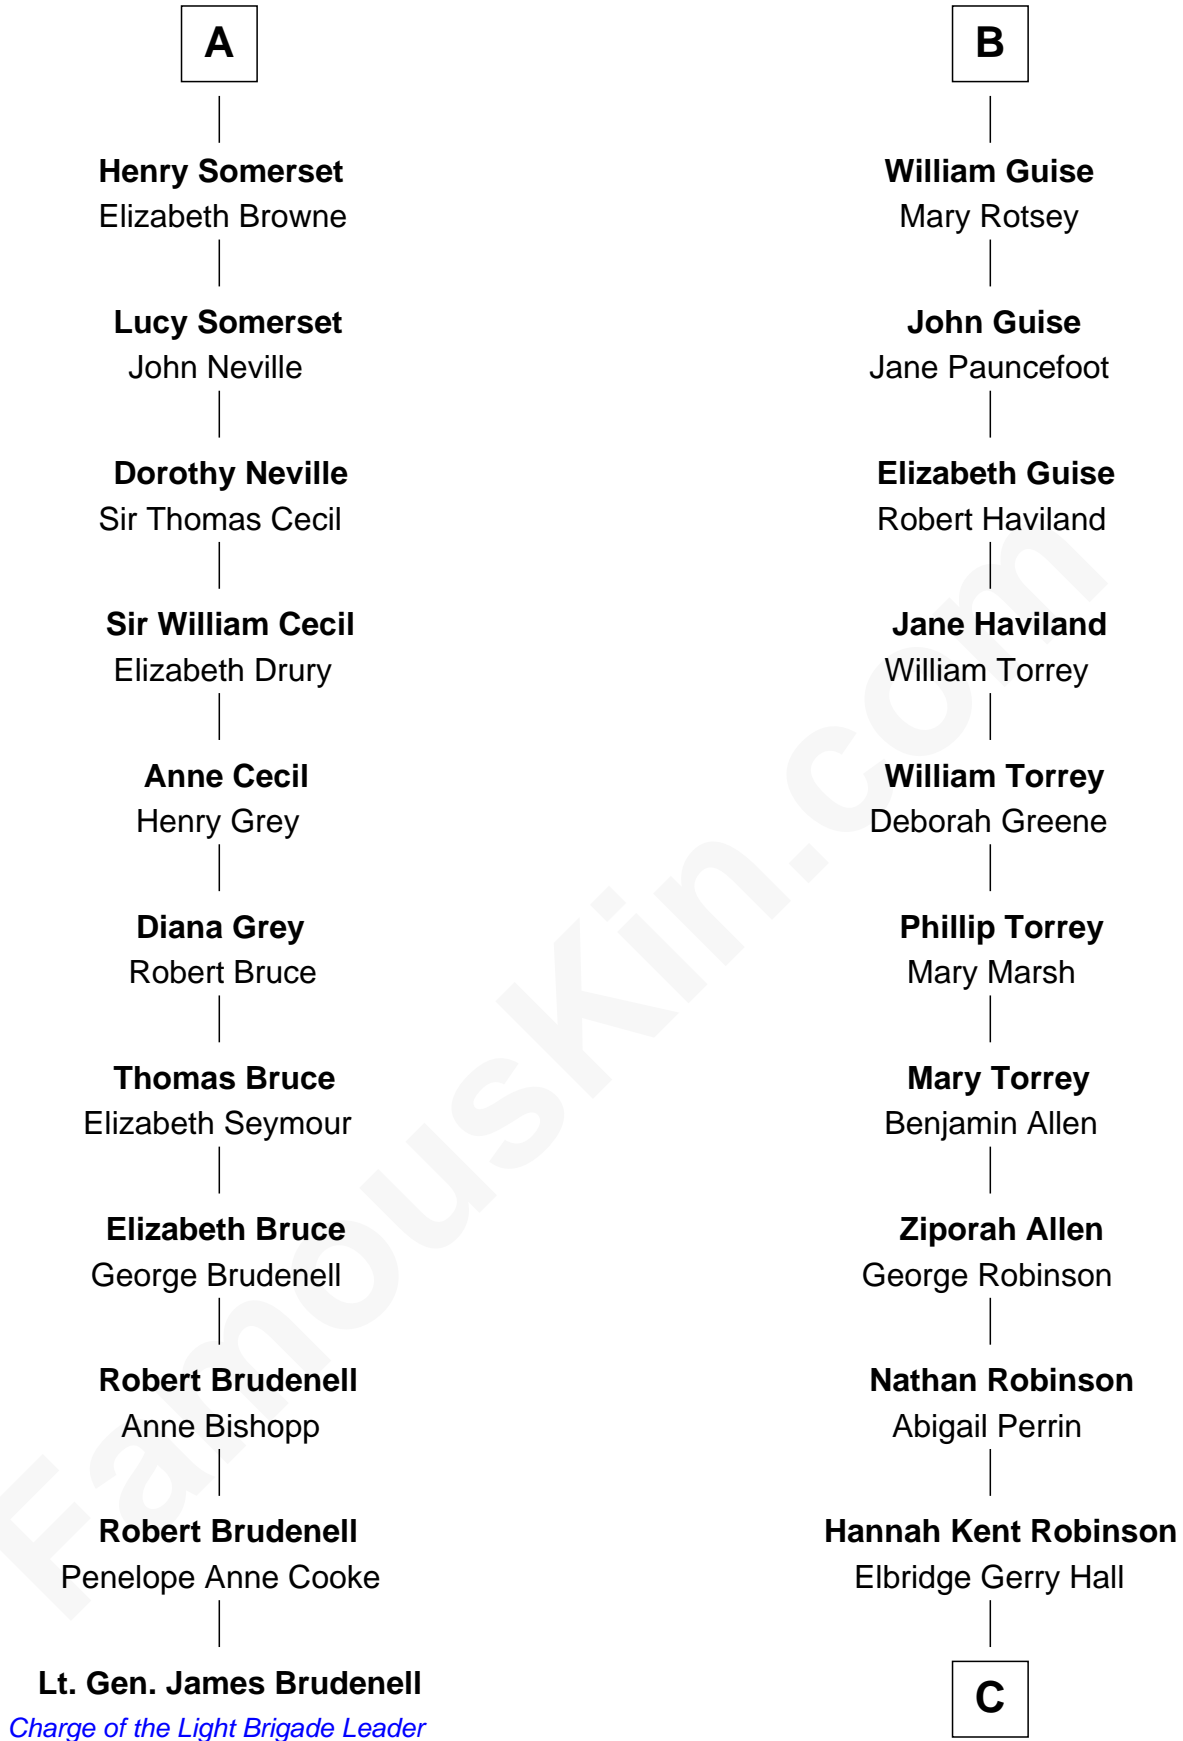 A
Henry Somerset
Elizabeth Browne
Lucy Somerset
John Neville
Dorothy Neville
Sir Thomas Cecil
Sir William Cecil
Elizabeth Drury
Anne Cecil
Henry Grey
Diana Grey
Robert Bruce
Thomas Bruce
Elizabeth Seymour
Elizabeth Bruce
George Brudenell
Robert Brudenell
Anne Bishopp
Robert Brudenell
Penelope Anne Cooke
Lt. Gen. James Brudenell
Charge of the Light Brigade Leader
B
William Guise
Mary Rotsey
John Guise
Jane Pauncefoot
Elizabeth Guise
Robert Haviland
Jane Haviland
William Torrey
William Torrey
Deborah Greene
Phillip Torrey
Mary Marsh
Mary Torrey
Benjamin Allen
Ziporah Allen
George Robinson
Nathan Robinson
Abigail Perrin
Hannah Kent Robinson
Elbridge Gerry Hall
C
FamousKin.com